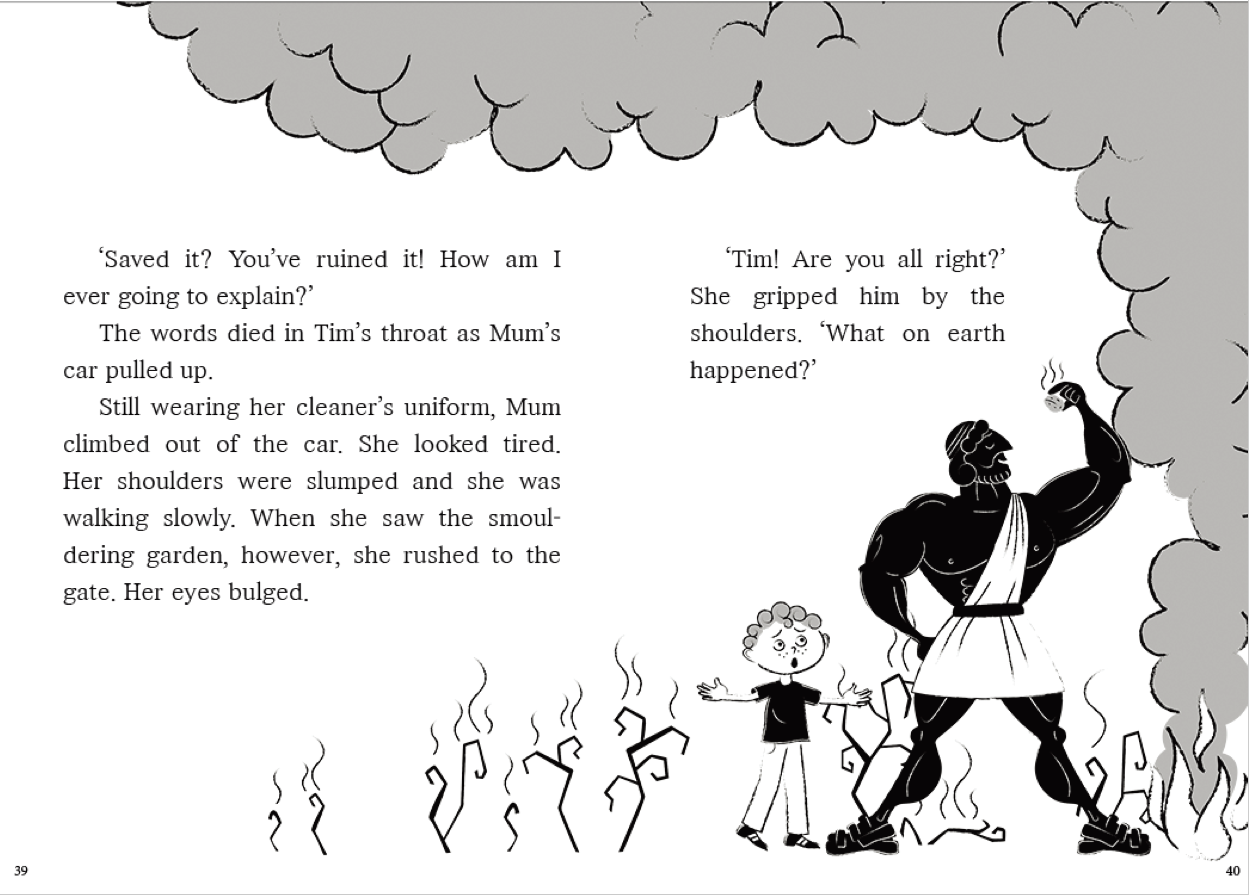 ‘Saved it? You’ve ruined it! How am I
ever going to explain?’
The words died in Tim’s throat as Mum’s
car pulled up.
Still wearing her cleaner’s uniform, Mum
climbed out of the car. She looked tired.
Her shoulders were slumped and she was
walking slowly. When she saw the smoul-
dering garden, however, she rushed to the
gate. Her eyes bulged.
39
‘Tim! Are you all right?’
She gripped him by the
shoulders. ‘What on earth
happened?’
40